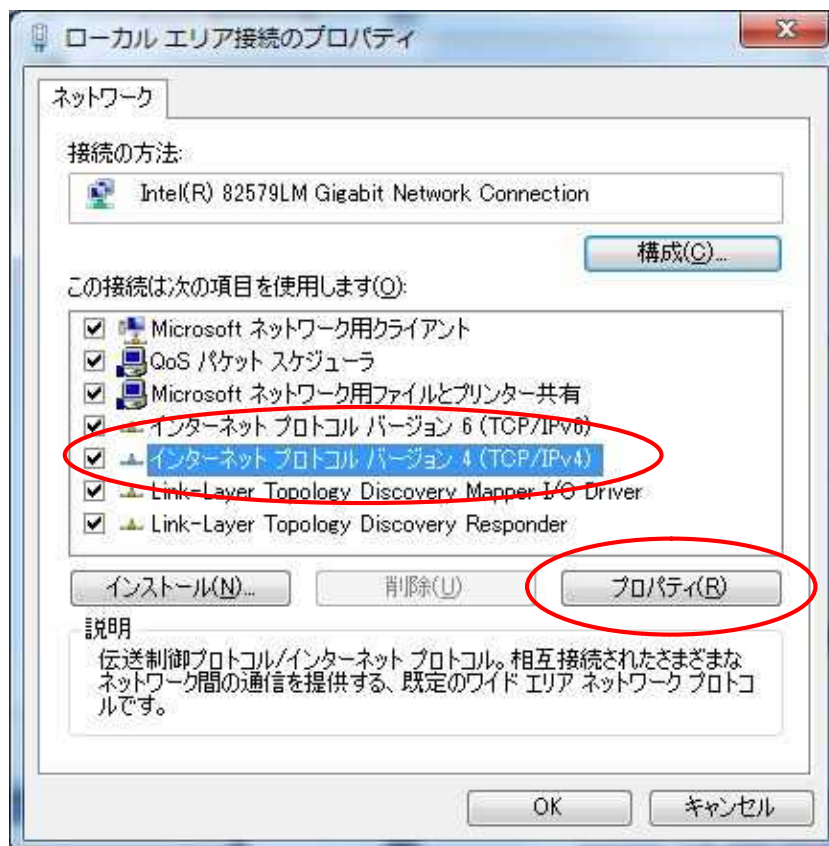 ローカル エリア接続のプロパティ
ネットワーク
接続の方法:
Intel(R) 82579LM Gigabit Network Connection
構成(C)...
この接続は次の項目を使用します(O):
Microsoft ネットワーク用クライアント
QoS パケット スケジューラ
Microsoft ネットワーク用ファイルとプリンター共有
インターネット プロトコル バージョン 6 (TCP/IPv6)
インターネット プロトコル バージョン 4 (TCP/IPv4)
Link-Layer Topology Discovery Mapper I/O Driver
Link-Layer Topology Discovery Responder
インストール(N)... 削除(U) プロパティ(R)
説明
伝送制御プロトコル/インターネット プロトコル。相互接続されたさまざまな
ネットワーク間の通信を提供する、既定のワイド エリア ネットワーク プロトコ
ルです。
OK キャンセル